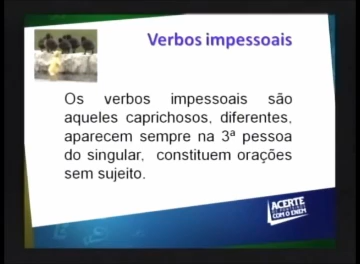 Verbos impessoais
Os verbos impessoais são
aqueles caprichosos, diferentes,
aparecem sempre na 3ª pessoa
do singular, constituem orações
sem sujeito.
ACERTE
COM O ENEM